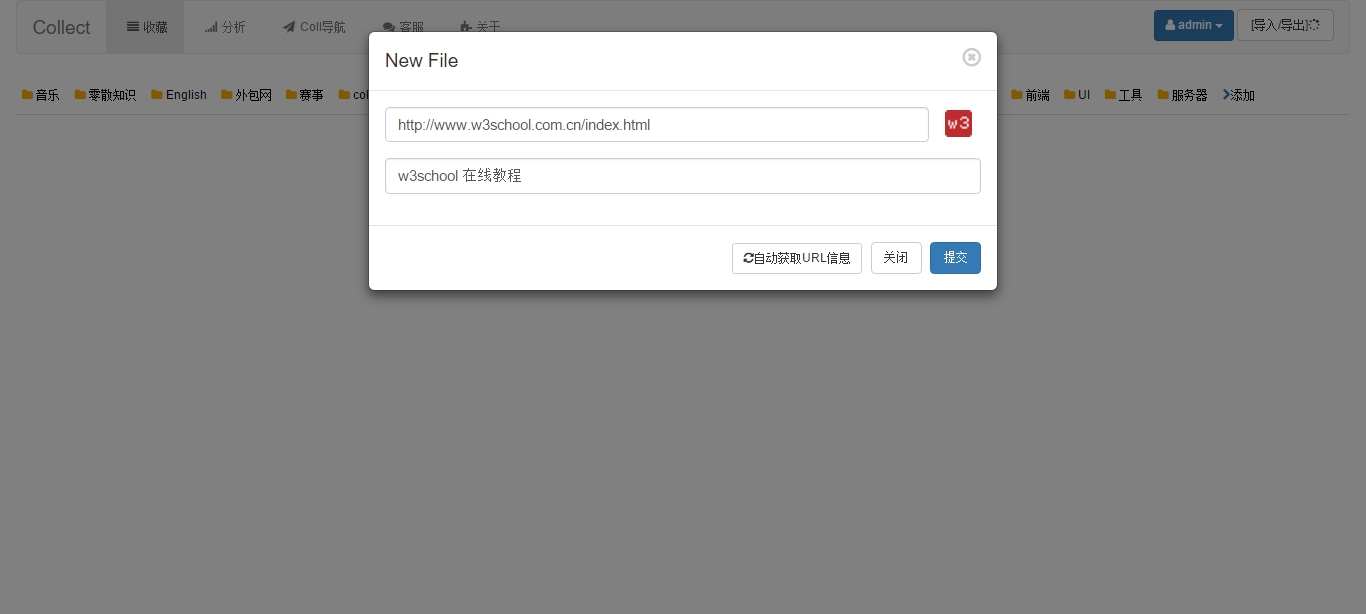 Collect 收藏 分析 Coll导航 客服 关于 admin [导入/导出]
New File
音乐 零散知识 English 外包网 赛事 前端 UI 工具 服务器 添加
http://www.w3school.com.cn/index.html w3
w3school 在线教程
自动获取URL信息 关闭 提交